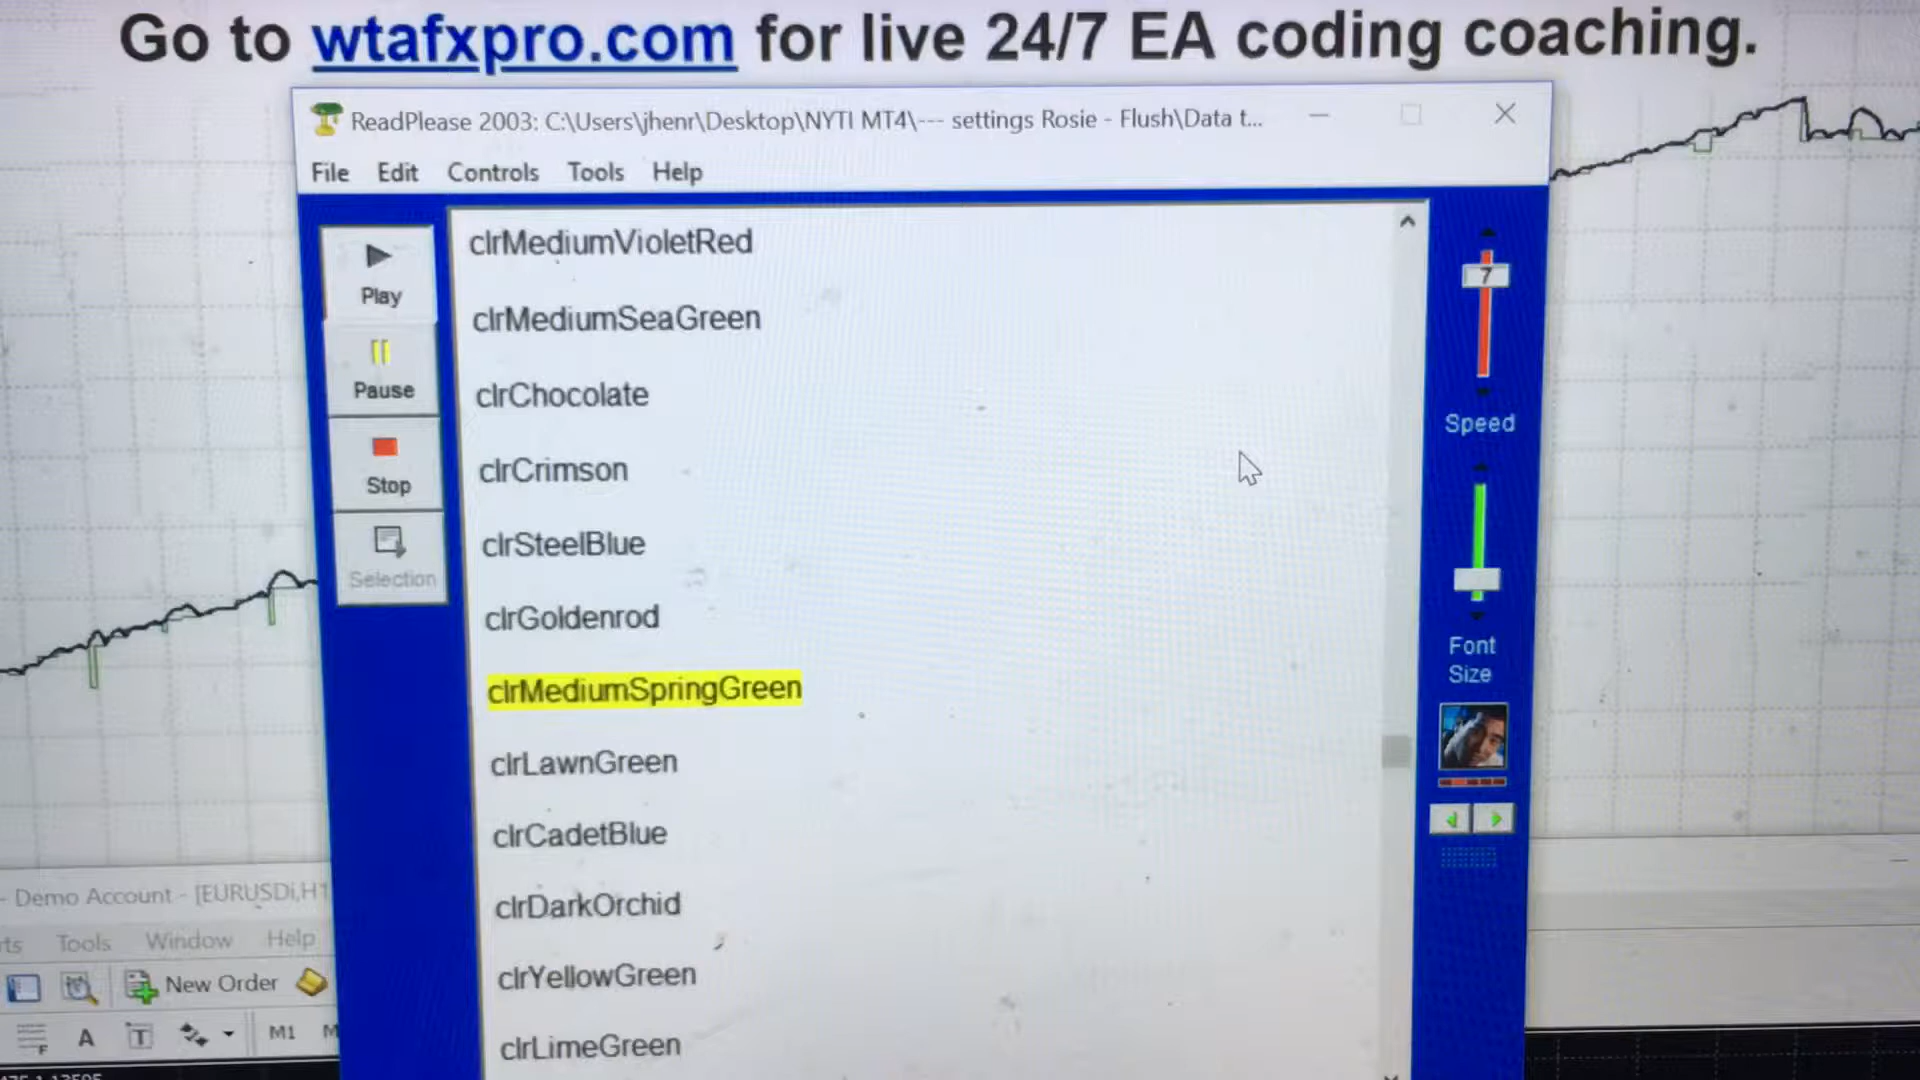 Go to wtafxpro.com for live 24/7 EA coding coaching.
ReadPlease 2003: C:\Users\jhenr\Desktop\NYTI MT4\--- settings Rosie - Flush\Data t...
File Edit Controls Tools Help
Play
Pause
Stop
Selection
clrMediumVioletRed
clrMediumSeaGreen
clrChocolate
clrCrimson
clrSteelBlue
clrGoldenrod
clrMediumSpringGreen
clrLawnGreen
clrCadetBlue
clrDarkOrchid
clrYellowGreen
clrLimeGreen
7
Speed
Font
Size
- Demo Account - [EURUSDi,H1
rts Tools Window Help
New Order
A T M1 M